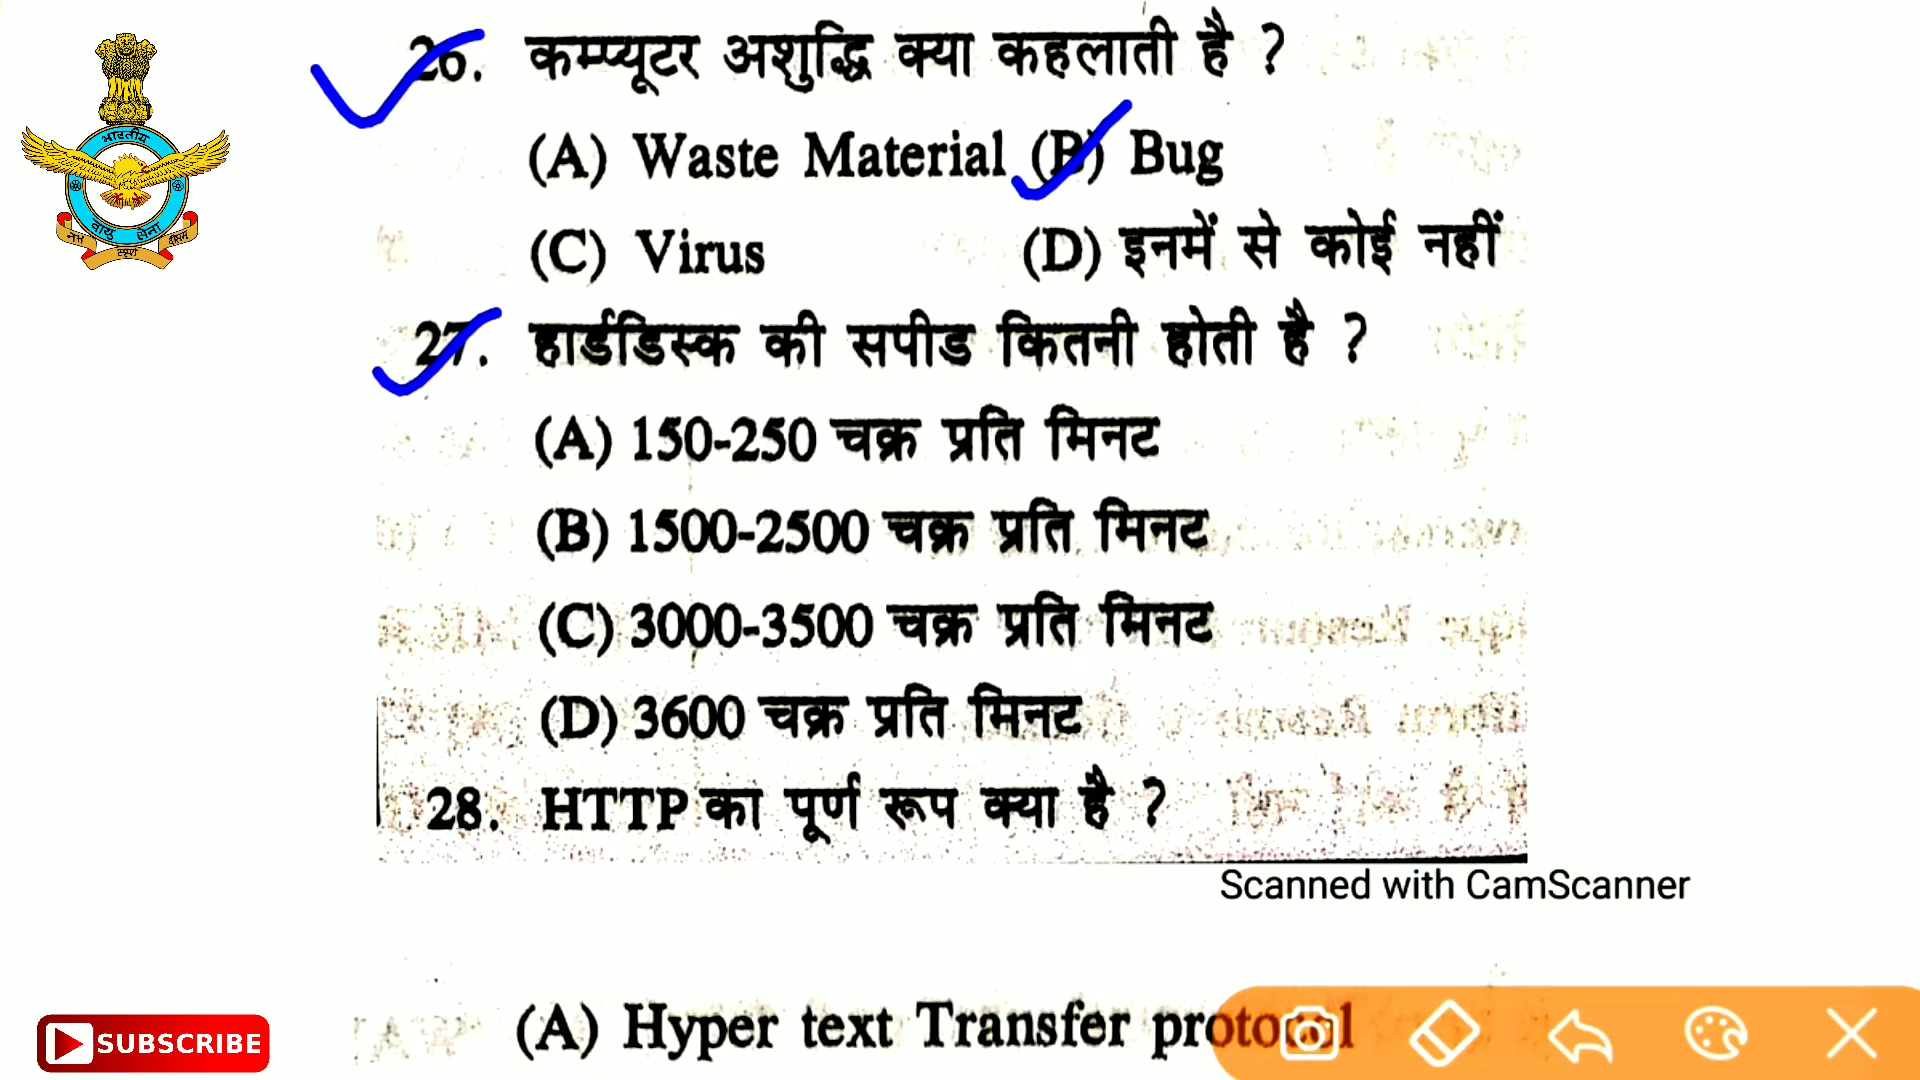 26. कम्प्यूटर अशुद्धि क्या कहलाती है ?
(A) Waste Material (B) Bug
(C) Virus (D) इनमें से कोई नहीं
27. हार्डडिस्क की सपीड कितनी होती है ?
(A) 150-250 चक्र प्रति मिनट
(B) 1500-2500 चक्र प्रति मिनट
(C) 3000-3500 चक्र प्रति मिनट
(D) 3600 चक्र प्रति मिनट
28. HTTP का पूर्ण रूप क्या है ?
Scanned with CamScanner
(A) Hyper text Transfer protocol
SUBSCRIBE
भारतीय
वायु सेना